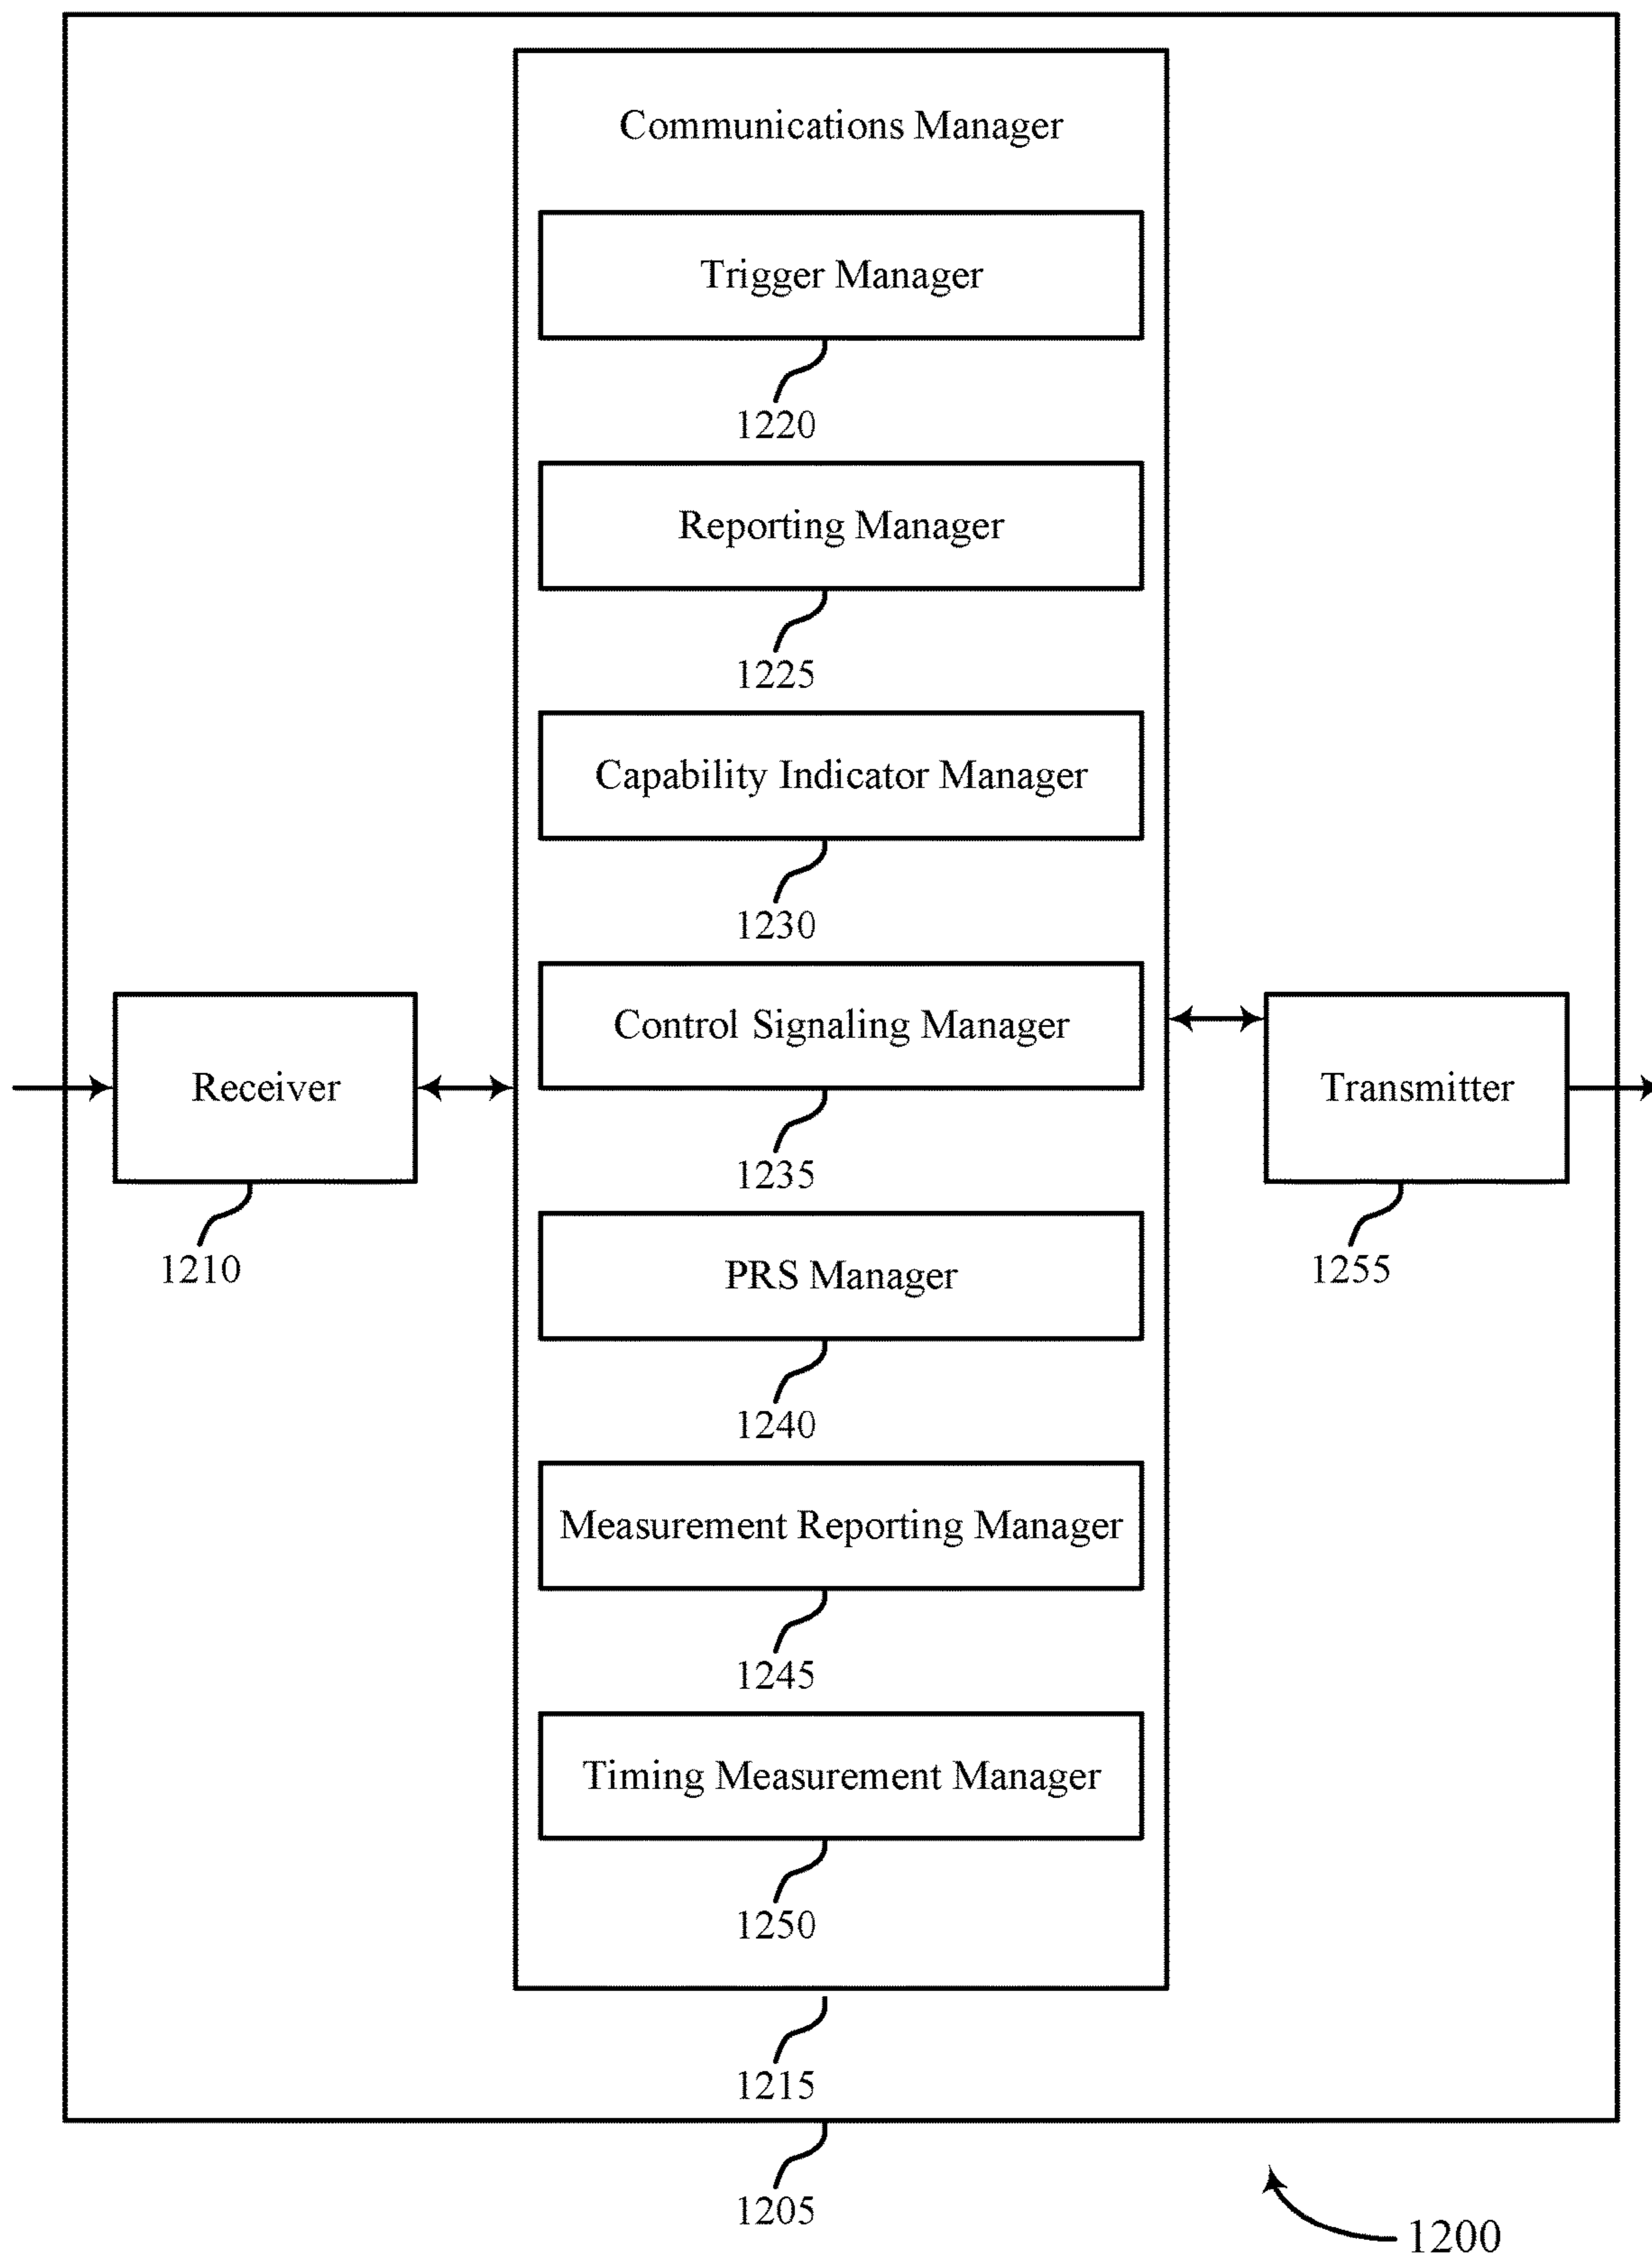 Communications Manager
Trigger Manager
1220
Reporting Manager
1225
Capability Indicator Manager
1230
Control Signaling Manager
1235
Receiver
1210
Transmitter
1255
PRS Manager
1240
Measurement Reporting Manager
1245
Timing Measurement Manager
1250
1215
1205
1200